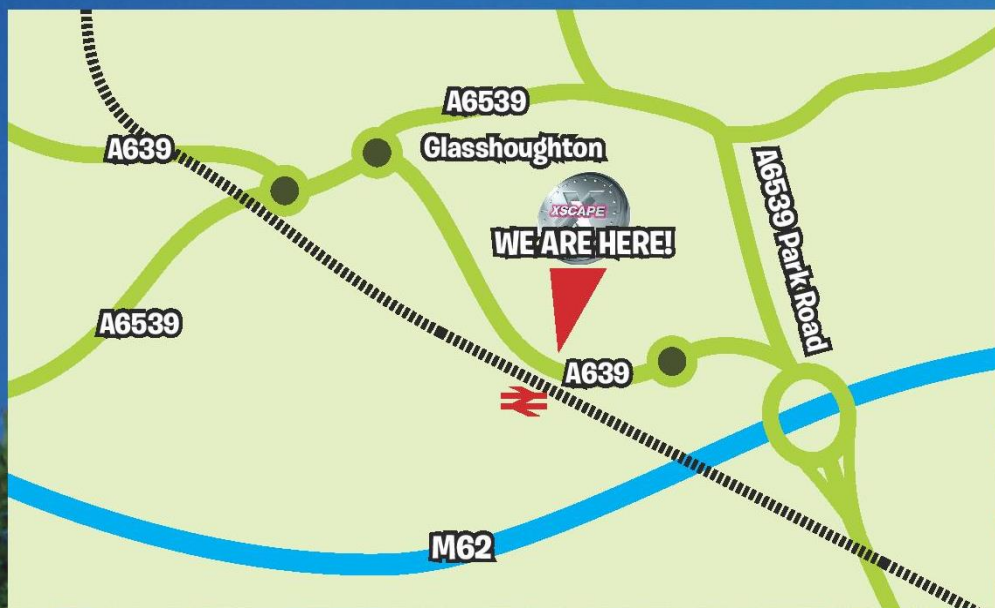 A6539
A639
Glasshoughton
XSCAPE
WE ARE HERE!
A6539 Park Road
A6539
A639
M62